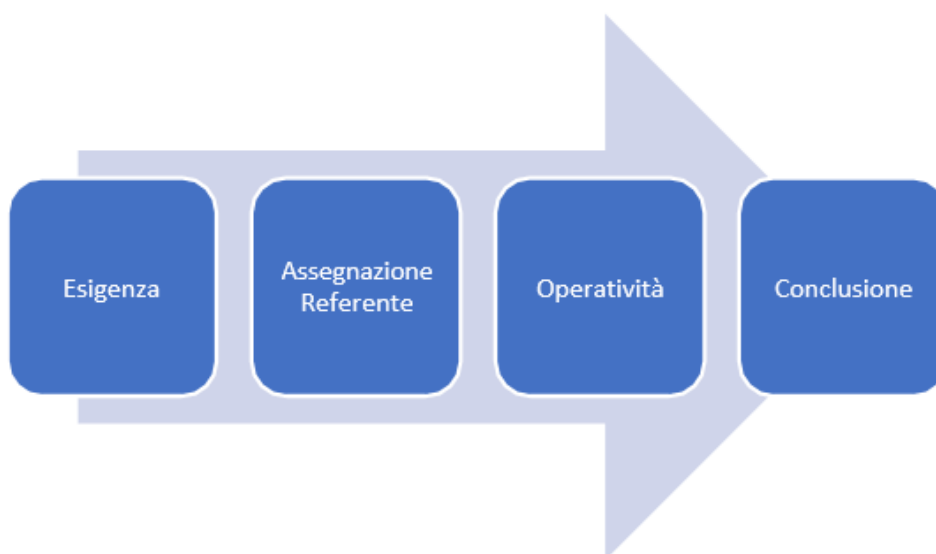 Esigenza
Assegnazione
Referente
Operatività
Conclusione